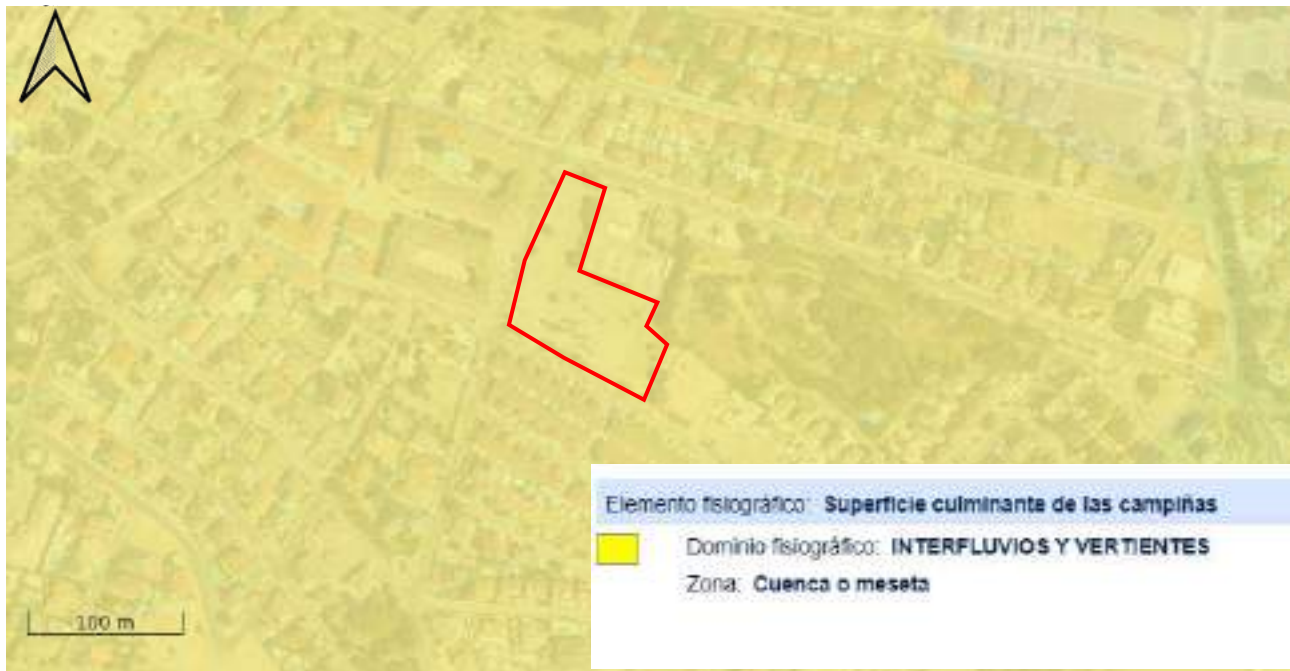 Elemento fisiográfico: Superficie culminante de las campiñas
Dominio fisiográfico: INTERFLUVIOS Y VERTIENTES
Zona: Cuenca o meseta
100 m